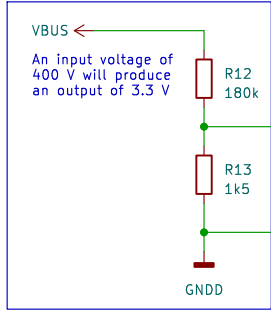 VBUS
An input voltage of
400 V will produce
an output of 3.3 V
R12
180k
R13
1k5
GNDD